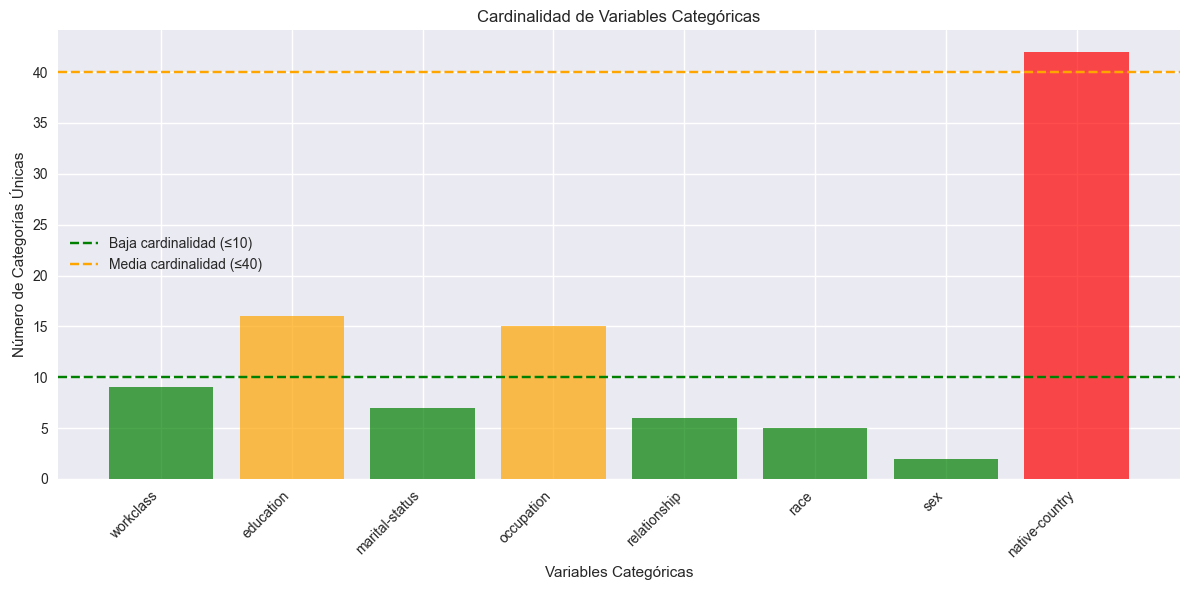 Cardinalidad de Variables Categóricas
Número de Categorías Únicas
40
35
30
25
20
15
10
5
0
Baja cardinalidad (≤10)
Media cardinalidad (≤40)
workclass
education
marital-status
occupation
relationship
race
sex
native-country
Variables Categóricas